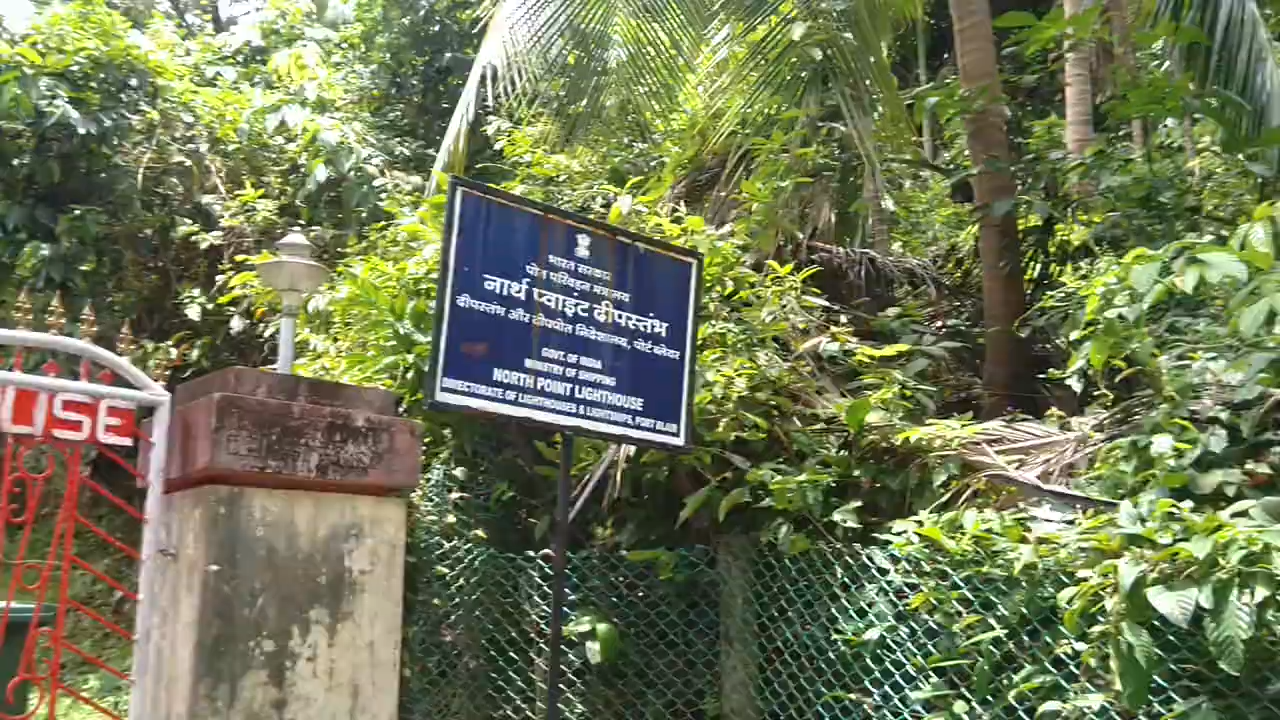 भारत सरकार
पोत परिवहन मंत्रालय
नार्थ प्वाइंट दीपस्तंभ
दीपस्तंभ और दीपपोत निदेशालय, पोर्ट ब्लेयर
GOVT. OF INDIA
MINISTRY OF SHIPPING
NORTH POINT LIGHTHOUSE
DIRECTORATE OF LIGHTHOUSES & LIGHTSHIPS, PORT BLAIR
USE